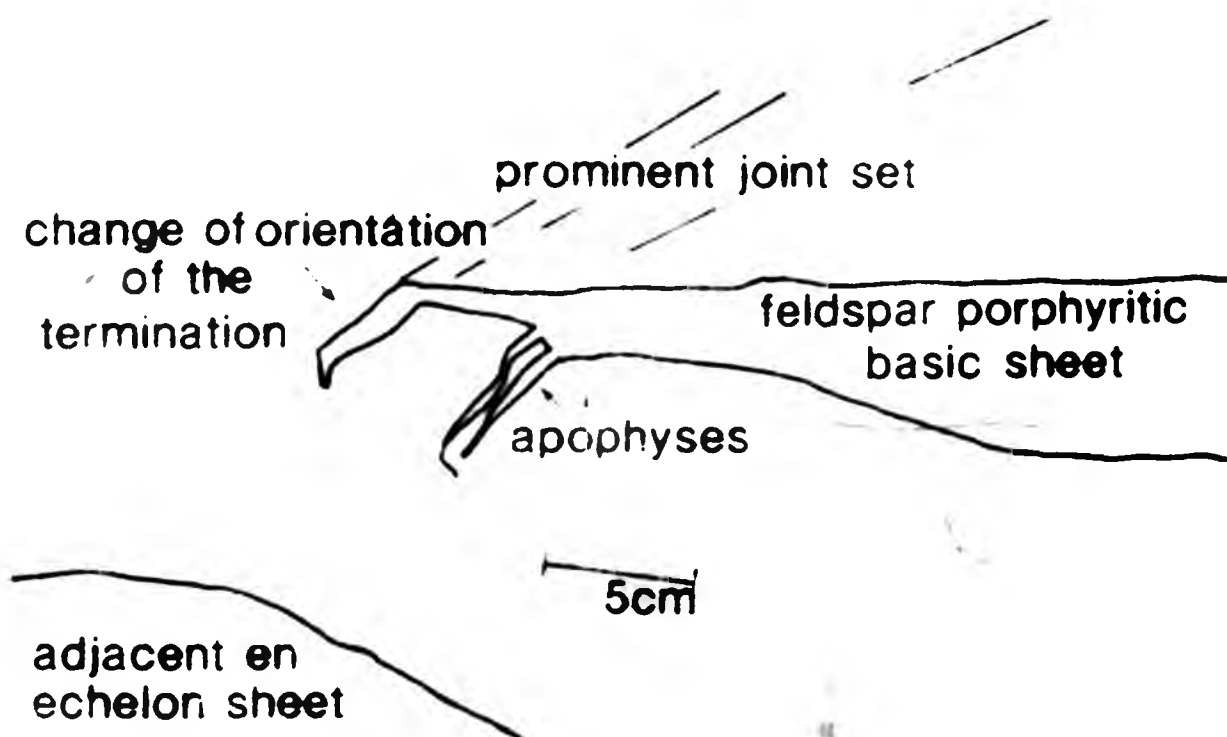 prominent joint set
change of orientation
of the
termination
feldspar porphyritic
basic sheet
apophyses
5cm
adjacent en
echelon sheet